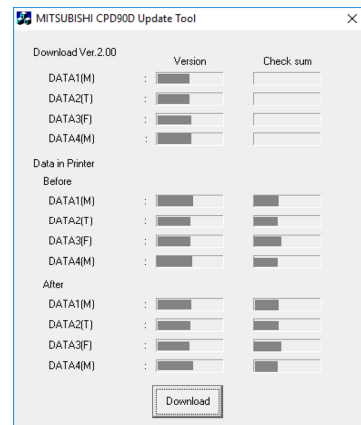 MITSUBISHI CPD90D Update Tool
Download Ver.2.00
Version Check sum
DATA1(M) :
DATA2(T) :
DATA3(F) :
DATA4(M) :
Data in Printer
Before
DATA1(M) :
DATA2(T) :
DATA3(F) :
DATA4(M) :
After
DATA1(M) :
DATA2(T) :
DATA3(F) :
DATA4(M) :
Download